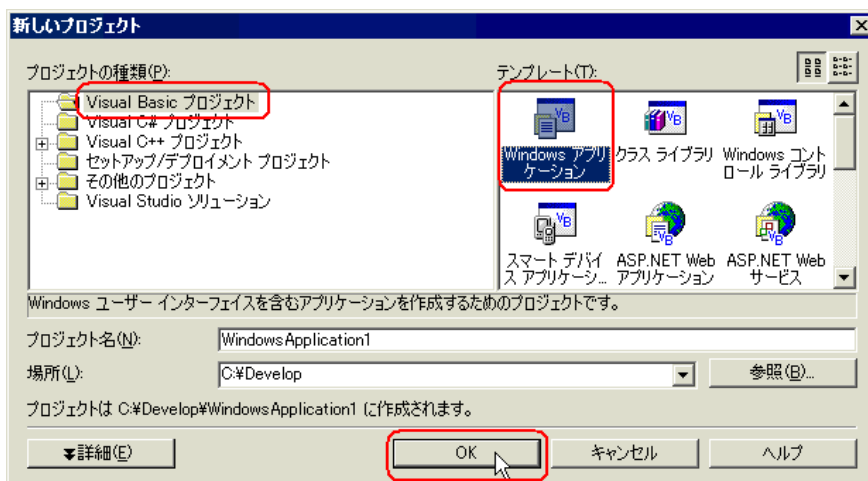 新しいプロジェクト
プロジェクトの種類(P):
テンプレート(T):
Visual Basic プロジェクト
Visual C# プロジェクト
Visual C++ プロジェクト
セットアップ/デプロイメント プロジェクト
その他のプロジェクト
Visual Studio ソリューション
Windows アプリ
ケーション
クラス ライブラリ
Windows コント
ロール ライブラリ
スマート デバイ
ス アプリケーシ...
ASP.NET Web
アプリケーション
ASP.NET Web
サービス
Windows ユーザー インターフェイスを含むアプリケーションを作成するためのプロジェクトです。
プロジェクト名(N):
WindowsApplication1
場所(L):
C:¥Develop
参照(B)...
プロジェクトは C:¥Develop¥WindowsApplication1 に作成されます。
詳細(E)
OK
キャンセル
ヘルプ